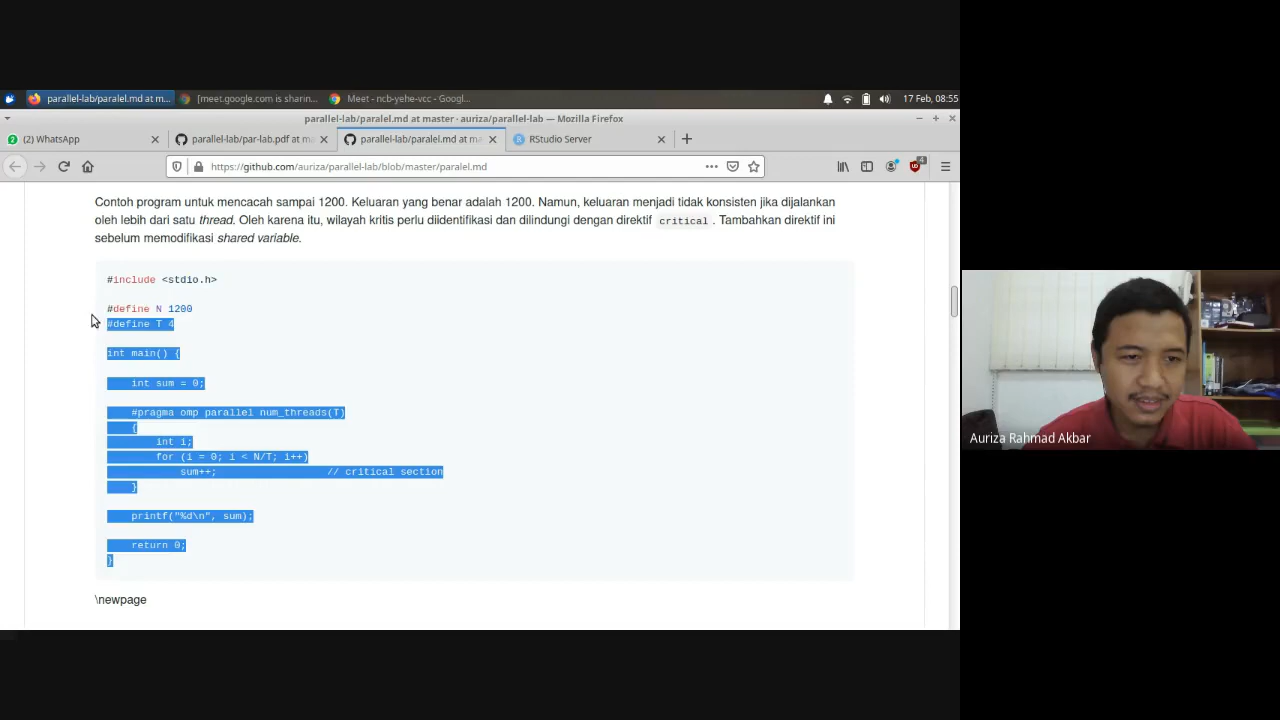 parallel-lab/paralel.md at m...
[meet.google.com is sharin...
Meet - ncb-yehe-vcc - Googl...
17 Feb, 08:55
parallel-lab/paralel.md at master · auriza/parallel-lab — Mozilla Firefox
(2) WhatsApp
parallel-lab/par-lab.pdf at ma
parallel-lab/paralel.md at m
RStudio Server
https://github.com/auriza/parallel-lab/blob/master/paralel.md
4
Contoh program untuk mencacah sampai 1200. Keluaran yang benar adalah 1200. Namun, keluaran menjadi tidak konsisten jika dijalankan
oleh lebih dari satu thread. Oleh karena itu, wilayah kritis perlu diidentifikasi dan dilindungi dengan direktif critical . Tambahkan direktif ini
sebelum memodifikasi shared variable.
#include <stdio.h>
#define N 1200
#define T 4
int main() {
int sum = 0;
#pragma omp parallel num_threads(T)
{
int i;
for (i = 0; i < N/T; i++)
sum++; // critical section
}
printf("%d\n", sum);
return 0;
}
\newpage
Auriza Rahmad Akbar